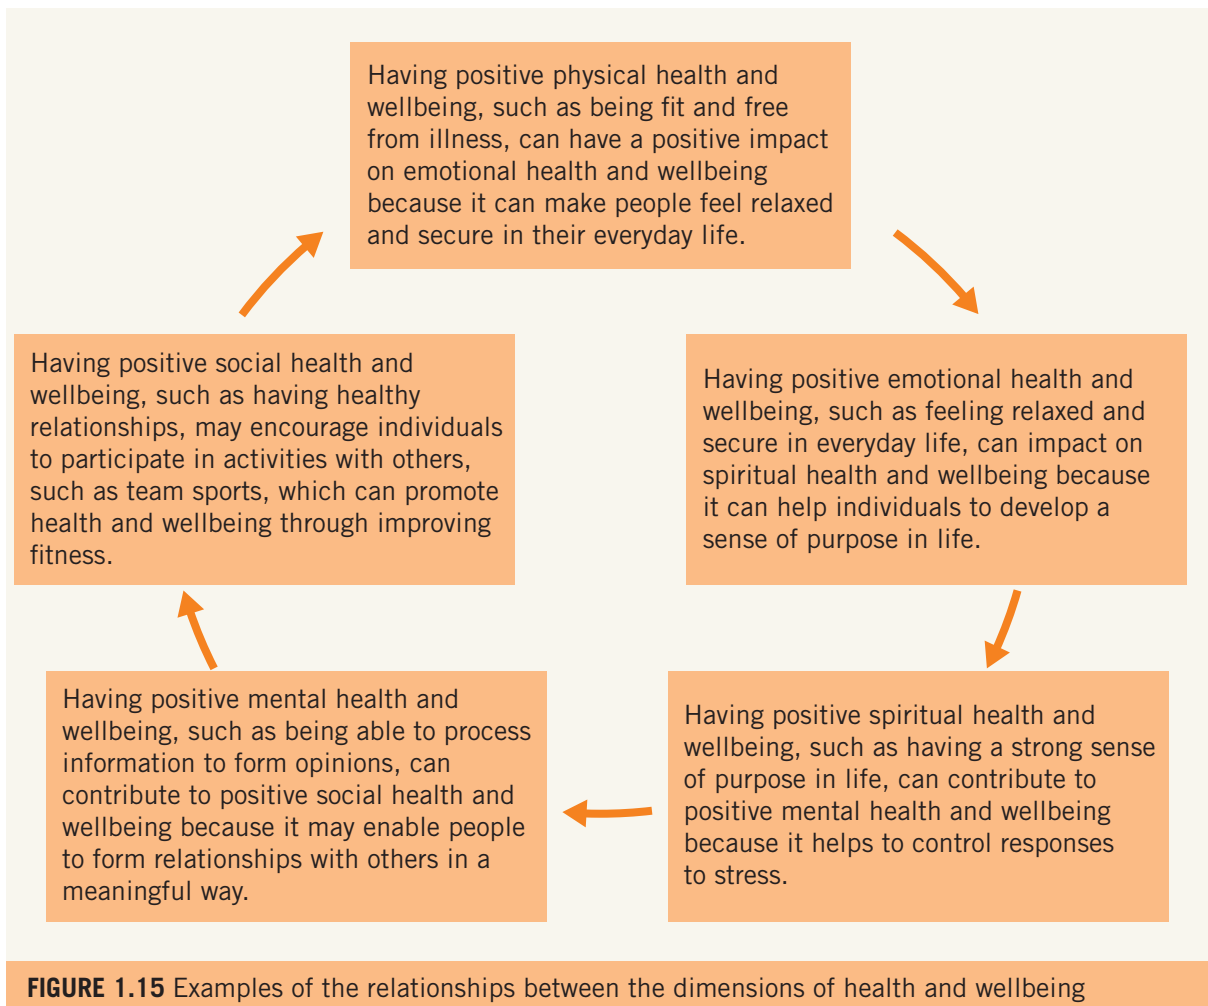 Having positive physical health and
wellbeing, such as being fit and free
from illness, can have a positive impact
on emotional health and wellbeing
because it can make people feel relaxed
and secure in their everyday life.
Having positive emotional health and
wellbeing, such as feeling relaxed and
secure in everyday life, can impact on
spiritual health and wellbeing because
it can help individuals to develop a
sense of purpose in life.
Having positive spiritual health and
wellbeing, such as having a strong sense
of purpose in life, can contribute to
positive mental health and wellbeing
because it helps to control responses
to stress.
Having positive mental health and
wellbeing, such as being able to process
information to form opinions, can
contribute to positive social health and
wellbeing because it may enable people
to form relationships with others in a
meaningful way.
Having positive social health and
wellbeing, such as having healthy
relationships, may encourage individuals
to participate in activities with others,
such as team sports, which can promote
health and wellbeing through improving
fitness.
FIGURE 1.15 Examples of the relationships between the dimensions of health and wellbeing